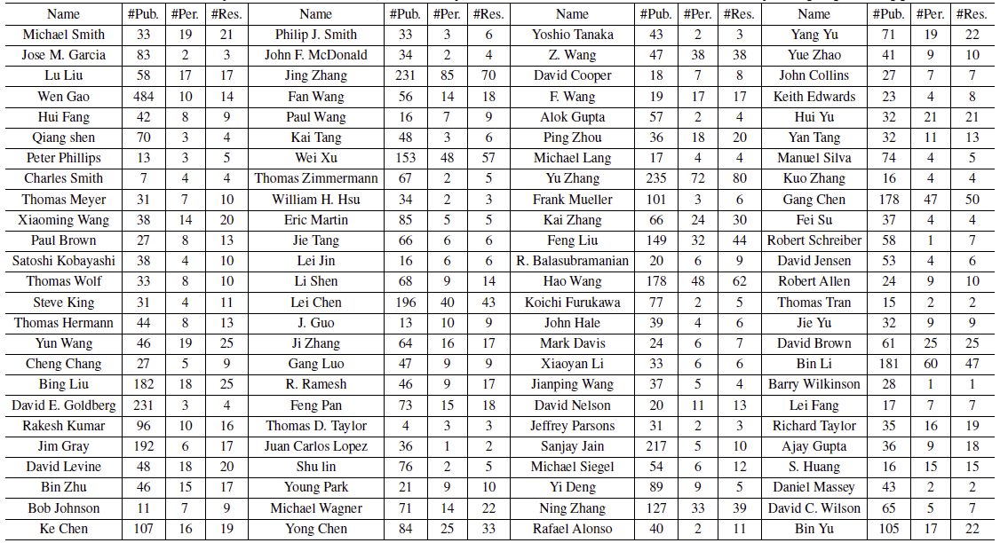 Name #Pub. #Per. #Res. Name #Pub. #Per. #Res. Name #Pub. #Per. #Res. Name #Pub. #Per. #Res.
Michael Smith 33 19 21 Philip J. Smith 33 3 6 Yoshio Tanaka 43 2 3 Yang Yu 71 19 22
Jose M. Garcia 83 2 3 John F. McDonald 34 2 4 Z. Wang 47 38 38 Yue Zhao 41 9 10
Lu Liu 58 17 17 Jing Zhang 231 85 70 David Cooper 18 7 8 John Collins 27 7 7
Wen Gao 484 10 14 Fan Wang 56 14 18 F. Wang 19 17 17 Keith Edwards 23 4 8
Hui Fang 42 8 9 Paul Wang 16 7 9 Alok Gupta 57 2 4 Hui Yu 32 21 21
Qiang shen 70 3 4 Kai Tang 48 3 6 Ping Zhou 36 18 20 Yan Tang 32 11 13
Peter Phillips 13 3 5 Wei Xu 153 48 57 Michael Lang 17 4 4 Manuel Silva 74 4 5
Charles Smith 7 4 4 Thomas Zimmermann 67 2 5 Yu Zhang 235 72 80 Kuo Zhang 16 4 4
Thomas Meyer 31 7 10 William H. Hsu 34 2 3 Frank Mueller 101 3 6 Gang Chen 178 47 50
Xiaoming Wang 38 14 20 Eric Martin 85 5 5 Kai Zhang 66 24 30 Fei Su 37 4 4
Paul Brown 27 8 13 Jie Tang 66 6 6 Feng Liu 149 32 44 Robert Schreiber 58 1 7
Satoshi Kobayashi 38 4 10 Lei Jin 16 6 6 R. Balasubramanian 20 6 9 David Jensen 53 4 6
Thomas Wolf 33 8 10 Li Shen 68 9 14 Hao Wang 178 48 62 Robert Allen 24 9 10
Steve King 31 4 11 Lei Chen 196 40 43 Koichi Furukawa 77 2 5 Thomas Tran 15 2 2
Thomas Hermann 44 8 13 J. Guo 13 10 9 John Hale 39 4 6 Jie Yu 32 9 9
Yun Wang 46 19 25 Ji Zhang 64 16 17 Mark Davis 24 6 7 David Brown 61 25 25
Cheng Chang 27 5 9 Gang Luo 47 9 9 Xiaoyan Li 33 6 6 Bin Li 181 60 47
Bing Liu 182 18 25 R. Ramesh 46 9 17 Jianping Wang 37 5 4 Barry Wilkinson 28 1 1
David E. Goldberg 231 3 4 Feng Pan 73 15 18 David Nelson 20 11 13 Lei Fang 17 7 7
Rakesh Kumar 96 10 16 Thomas D. Taylor 4 3 3 Jeffrey Parsons 31 2 3 Richard Taylor 35 16 19
Jim Gray 192 6 17 Juan Carlos Lopez 36 1 2 Sanjay Jain 217 5 10 Ajay Gupta 36 9 18
David Levine 48 18 20 Shu lin 76 2 5 Michael Siegel 54 6 12 S. Huang 16 15 15
Bin Zhu 46 15 17 Young Park 21 9 10 Yi Deng 89 9 5 Daniel Massey 43 2 2
Bob Johnson 11 7 9 Michael Wagner 71 14 22 Ning Zhang 127 33 39 David C. Wilson 65 5 7
Ke Chen 107 16 19 Yong Chen 84 25 33 Rafael Alonso 40 2 11 Bin Yu 105 17 22